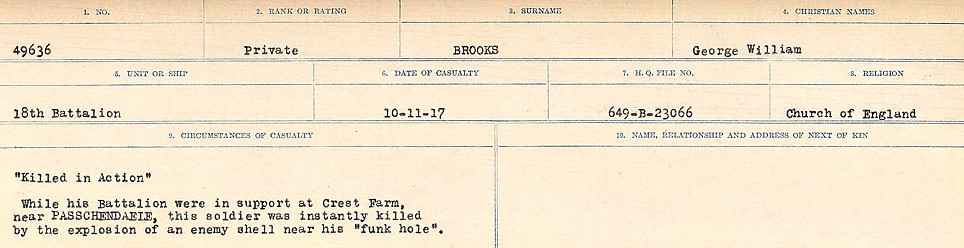 1. NO. 2. RANK OR RATING 3. SURNAME 4. CHRISTIAN NAMES
49636 Private BROOKS George William
5. UNIT OR SHIP 6. DATE OF CASUALTY 7. H. Q. FILE NO. 8. RELIGION
18th Battalion 10-11-17 649-B-23066 Church of England
9. CIRCUMSTANCES OF CASUALTY 10. NAME, RELATIONSHIP AND ADDRESS OF NEXT OF KIN
"Killed in Action"
While his Battalion were in support at Crest Farm,
near PASSCHENDAELE, this soldier was instantly killed
by the explosion of an enemy shell near his "funk hole".